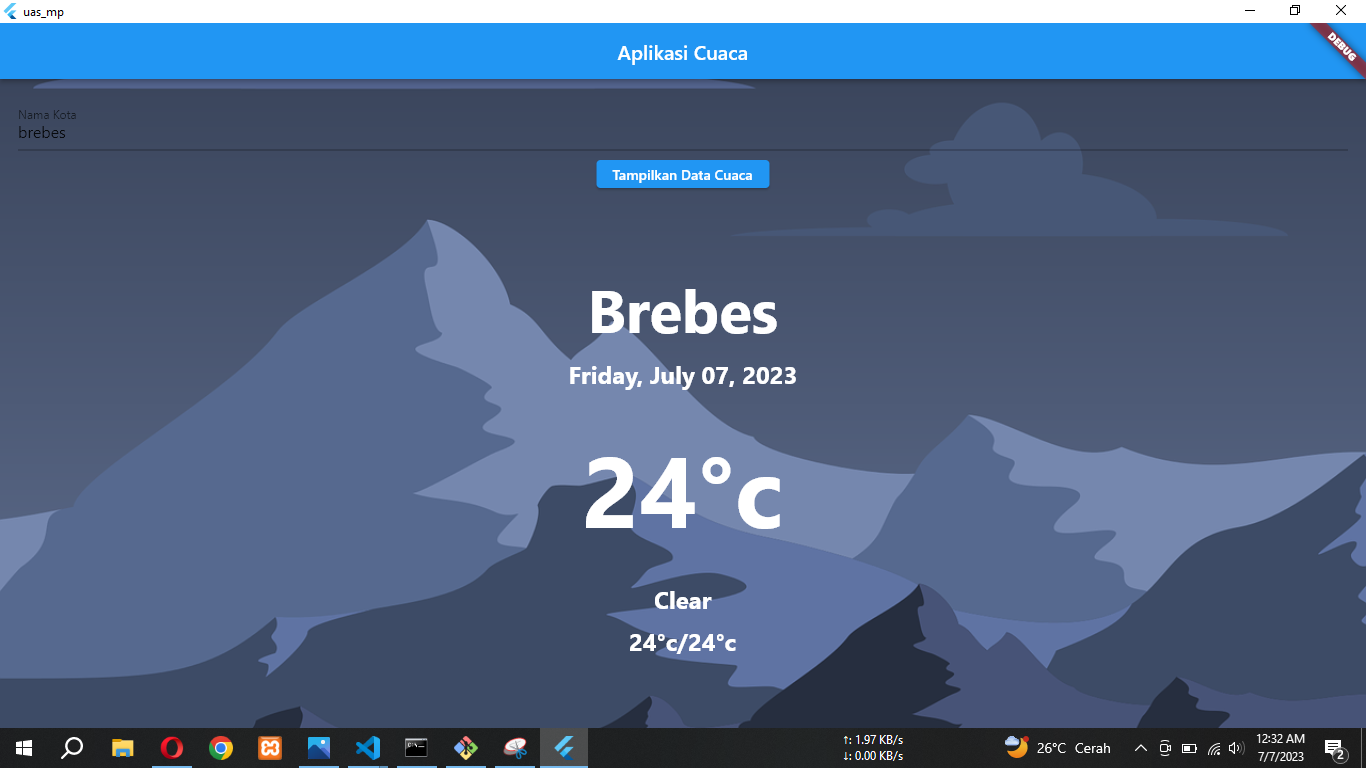 uas_mp
Aplikasi Cuaca
DEBUG
Nama Kota
brebes
Tampilkan Data Cuaca
Brebes
Friday, July 07, 2023
24°c
Clear
24°c/24°c
↑: 1.97 KB/s
↓: 0.00 KB/s
26°C Cerah
12:32 AM
7/7/2023
2